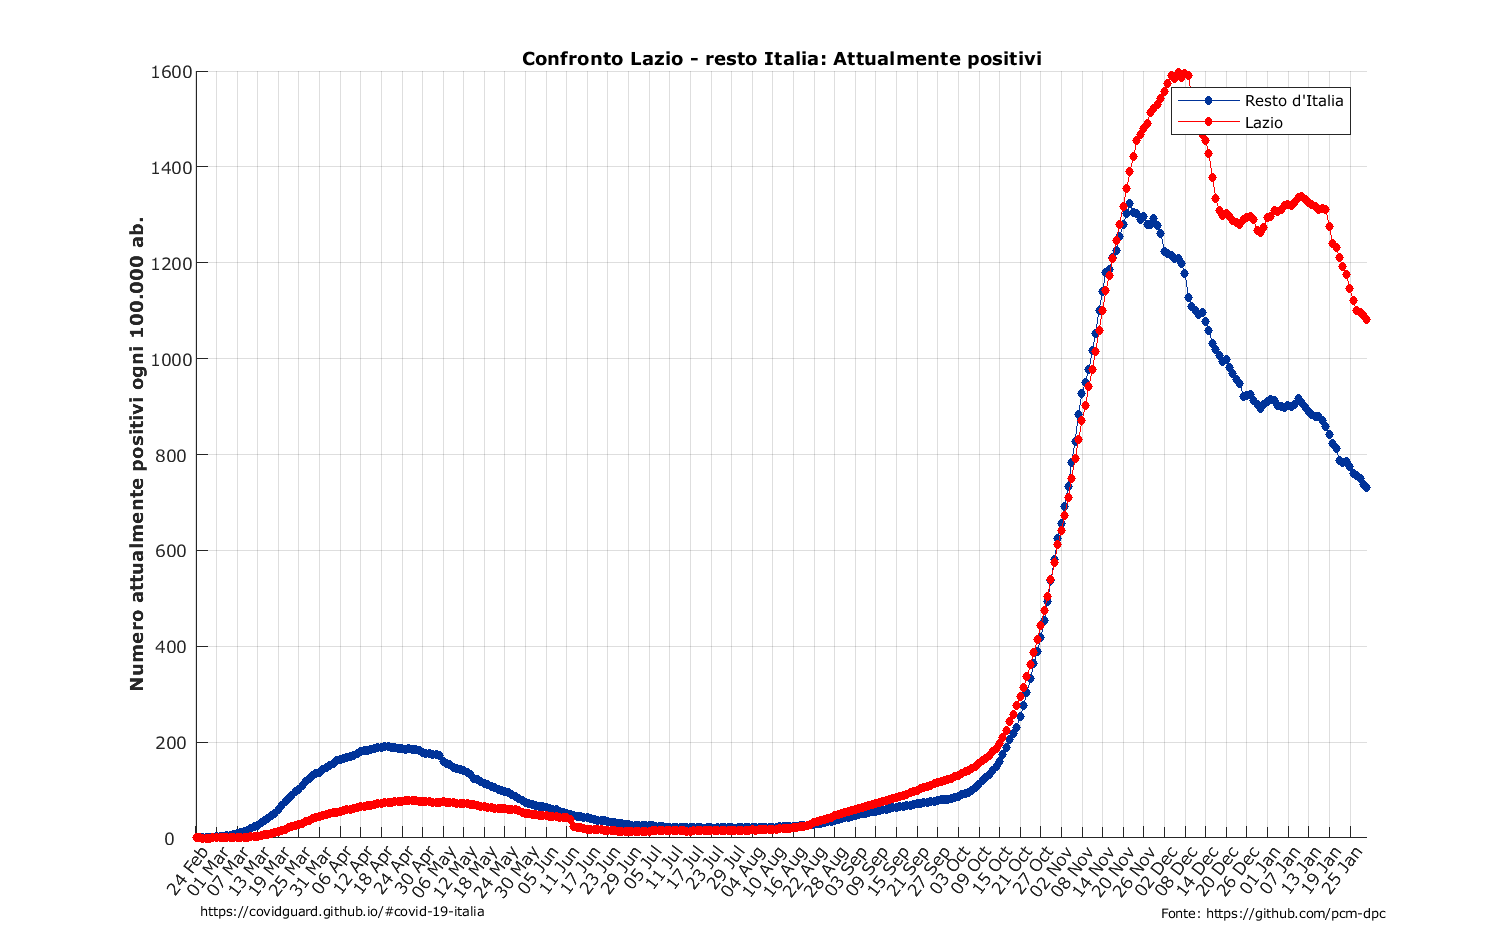 Confronto Lazio - resto Italia: Attualmente positivi
Numero attualmente positivi ogni 100.000 ab.
1600
1400
1200
1000
800
600
400
200
0
Resto d'Italia
Lazio
24 Feb
01 Mar
07 Mar
13 Mar
19 Mar
25 Mar
31 Mar
06 Apr
12 Apr
18 Apr
24 Apr
30 Apr
06 May
12 May
18 May
24 May
30 May
05 Jun
11 Jun
17 Jun
23 Jun
29 Jun
05 Jul
11 Jul
17 Jul
23 Jul
29 Jul
04 Aug
10 Aug
16 Aug
22 Aug
28 Aug
03 Sep
09 Sep
15 Sep
21 Sep
27 Sep
03 Oct
09 Oct
15 Oct
21 Oct
27 Oct
02 Nov
08 Nov
14 Nov
20 Nov
26 Nov
02 Dec
08 Dec
14 Dec
20 Dec
26 Dec
01 Jan
07 Jan
13 Jan
19 Jan
25 Jan
https://covidguard.github.io/#covid-19-italia
Fonte: https://github.com/pcm-dpc